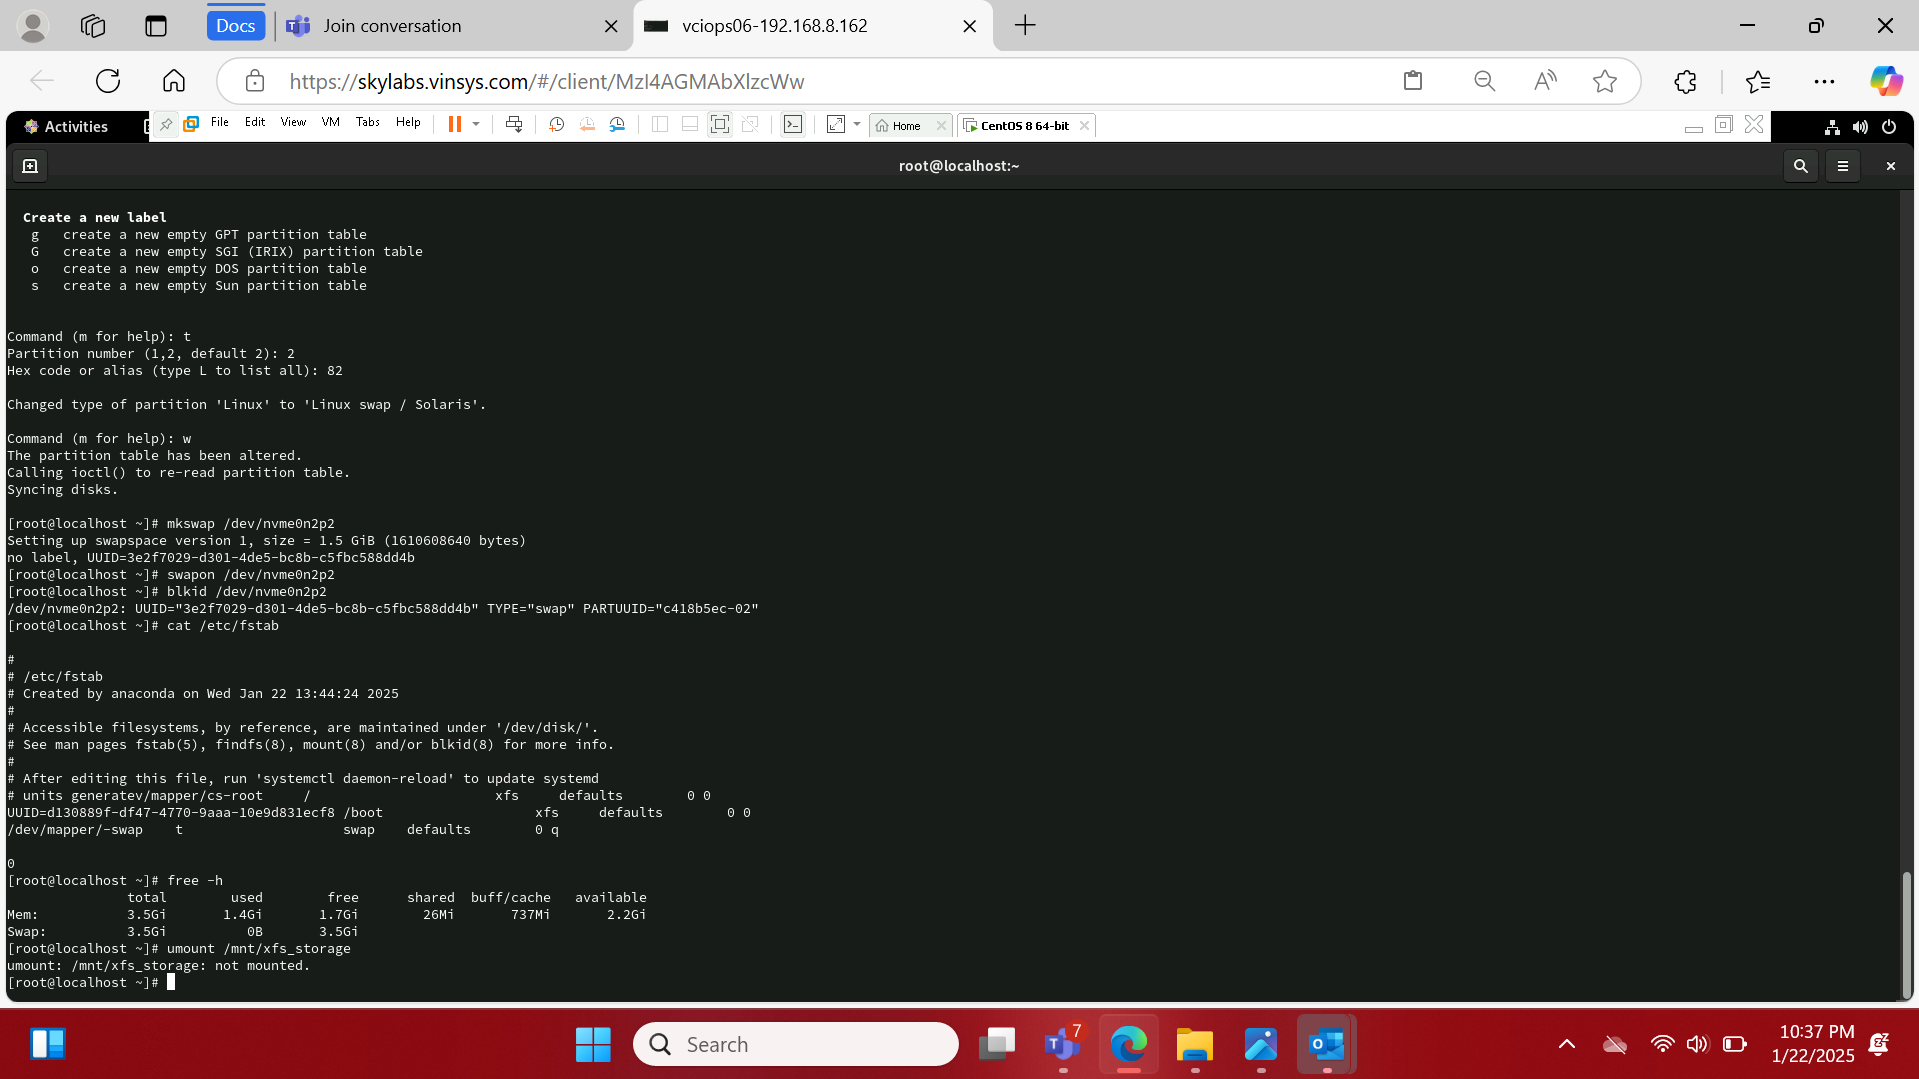 Docs
Join conversation
vciops06-192.168.8.162
https://skylabs.vinsys.com/#/client/MzI4AGMAbXlzcWw
Activities
File Edit View VM Tabs Help
Home
CentOS 8 64-bit
root@localhost:~
Create a new label
g   create a new empty GPT partition table
G   create a new empty SGI (IRIX) partition table
o   create a new empty DOS partition table
s   create a new empty Sun partition table
Command (m for help): t
Partition number (1,2, default 2): 2
Hex code or alias (type L to list all): 82
Changed type of partition 'Linux' to 'Linux swap / Solaris'.
Command (m for help): w
The partition table has been altered.
Calling ioctl() to re-read partition table.
Syncing disks.
[root@localhost ~]# mkswap /dev/nvme0n2p2
Setting up swapspace version 1, size = 1.5 GiB (1610608640 bytes)
no label, UUID=3e2f7029-d301-4de5-bc8b-c5fbc588dd4b
[root@localhost ~]# swapon /dev/nvme0n2p2
[root@localhost ~]# blkid /dev/nvme0n2p2
/dev/nvme0n2p2: UUID="3e2f7029-d301-4de5-bc8b-c5fbc588dd4b" TYPE="swap" PARTUUID="c418b5ec-02"
[root@localhost ~]# cat /etc/fstab
#
# /etc/fstab
# Created by anaconda on Wed Jan 22 13:44:24 2025
#
# Accessible filesystems, by reference, are maintained under '/dev/disk/'.
# See man pages fstab(5), findfs(8), mount(8) and/or blkid(8) for more info.
#
# After editing this file, run 'systemctl daemon-reload' to update systemd
# units generatev/mapper/cs-root     /                       xfs     defaults        0 0
UUID=d130889f-df47-4770-9aaa-10e9d831ecf8 /boot                   xfs     defaults        0 0
/dev/mapper/-swap    t                    swap    defaults        0 q
0
[root@localhost ~]# free -h
total        used        free      shared  buff/cache   available
Mem:          3.5Gi       1.4Gi       1.7Gi        26Mi       737Mi       2.2Gi
Swap:         3.5Gi          0B       3.5Gi
[root@localhost ~]# umount /mnt/xfs_storage
umount: /mnt/xfs_storage: not mounted.
[root@localhost ~]#
Search
7
10:37 PM
1/22/2025